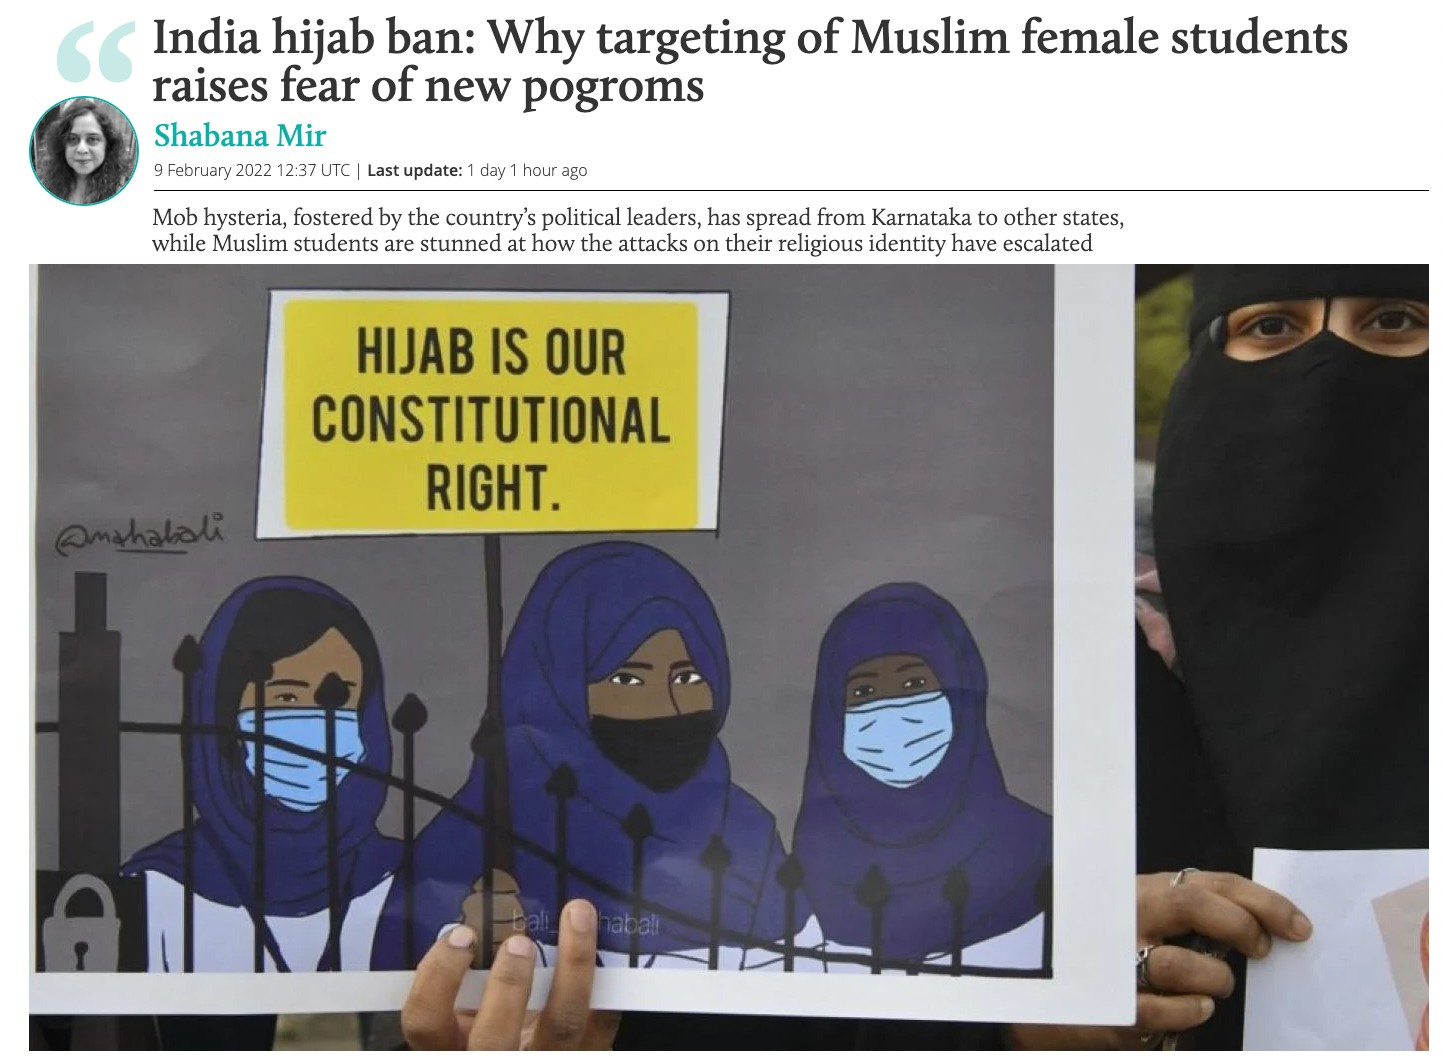 India hijab ban: Why targeting of Muslim female students
raises fear of new pogroms
Shabana Mir
9 February 2022 12:37 UTC | Last update: 1 day 1 hour ago
Mob hysteria, fostered by the country's political leaders, has spread from Karnataka to other states,
while Muslim students are stunned at how the attacks on their religious identity have escalated
HIJAB IS OUR
CONSTITUTIONAL
RIGHT.
@mahabali
bali_ habali